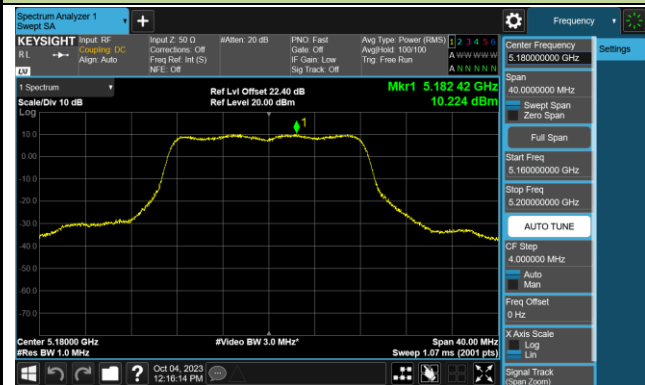 Spectrum Analyzer 1
Swept SA
+
Frequency
KEYSIGHT
RL
Input: RF
Coupling: DC
Align: Auto
Input Z: 50 Ω
Corrections: Off
Freq Ref: Int (S)
NFE: Off
#Atten: 20 dB
PNO: Fast
Gate: Off
IF Gain: Low
Sig Track: Off
Avg Type: Power (RMS)
Avg|Hold: 100/100
Trig: Free Run
1 2 3 4 5 6
A W W W W W
A N N N N N
LXI
1 Spectrum
Scale/Div 10 dB
Log
Ref Lvl Offset 22.40 dB
Ref Level 20.00 dBm
Mkr1 5.182 42 GHz
10.224 dBm
1
10.0
0.00
-10.0
-20.0
-30.0
-40.0
-50.0
-60.0
-70.0
Center 5.18000 GHz
#Res BW 1.0 MHz
#Video BW 3.0 MHz*
Span 40.00 MHz
Sweep 1.07 ms (2001 pts)
?
Oct 04, 2023
12:16:14 PM
Center Frequency
5.180000000 GHz
Settings
Span
40.0000000 MHz
Swept Span
Zero Span
Full Span
Start Freq
5.160000000 GHz
Stop Freq
5.200000000 GHz
AUTO TUNE
CF Step
4.000000 MHz
Auto
Man
Freq Offset
0 Hz
X Axis Scale
Log
Lin
Signal Track
(Span Zoom)